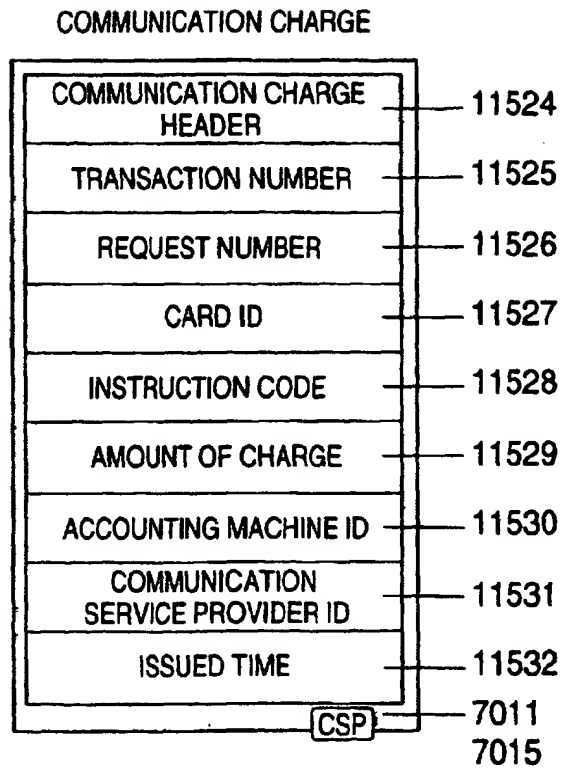 COMMUNICATION CHARGE
COMMUNICATION CHARGE
HEADER
11524
TRANSACTION NUMBER
11525
REQUEST NUMBER
11526
CARD ID
11527
INSTRUCTION CODE
11528
AMOUNT OF CHARGE
11529
ACCOUNTING MACHINE ID
11530
COMMUNICATION
SERVICE PROVIDER ID
11531
ISSUED TIME
11532
CSP
7011
7015